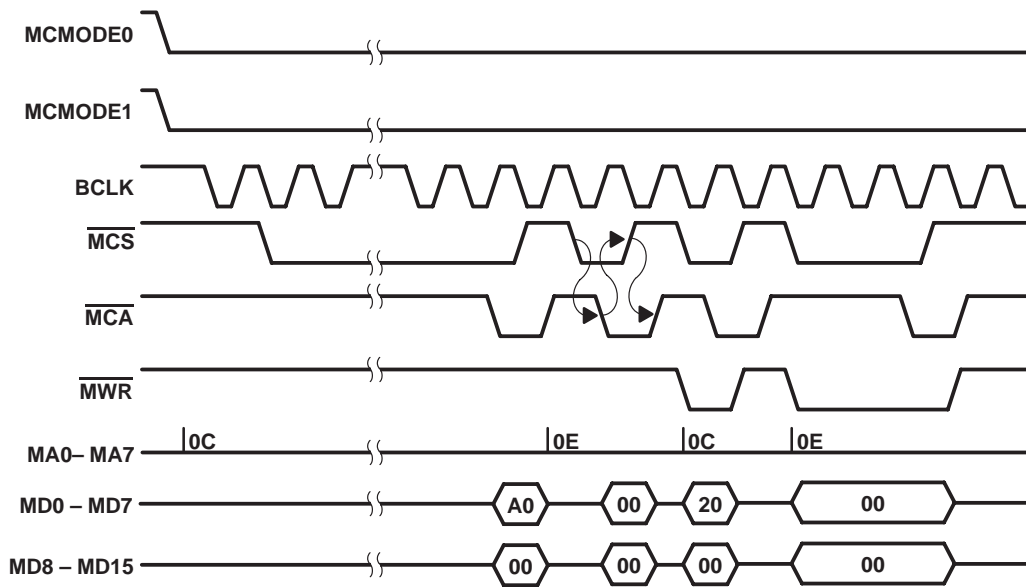 MCMODE0
MCMODE1
BCLK
MCS
MCA
MWR
MA0– MA7 0C 0E 0C 0E
MD0 – MD7 A0 00 20 00
MD8 – MD15 00 00 00 00